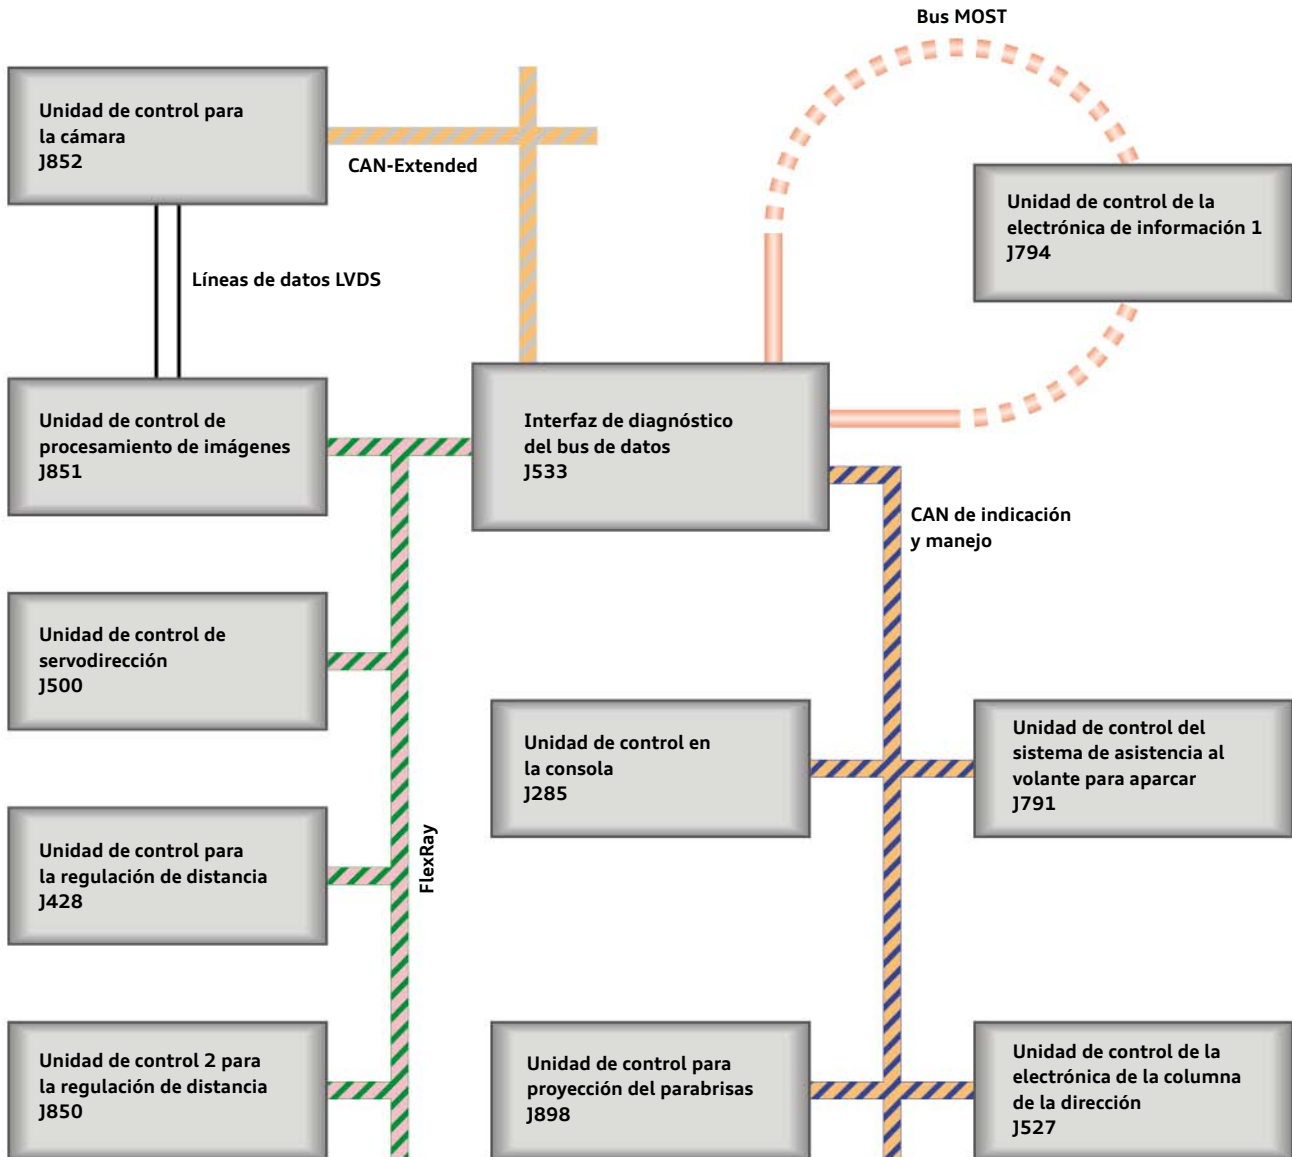 Bus MOST
Unidad de control para
la cámara
J852
CAN-Extended
Unidad de control de la
electrónica de información 1
J794
Líneas de datos LVDS
Unidad de control de
procesamiento de imágenes
J851
Interfaz de diagnóstico
del bus de datos
J533
CAN de indicación
y manejo
Unidad de control de
servodirección
J500
Unidad de control en
la consola
J285
Unidad de control del
sistema de asistencia al
volante para aparcar
J791
Unidad de control para
la regulación de distancia
J428
FlexRay
Unidad de control 2 para
la regulación de distancia
J850
Unidad de control para
proyección del parabrisas
J898
Unidad de control de la
electrónica de la columna
de la dirección
J527